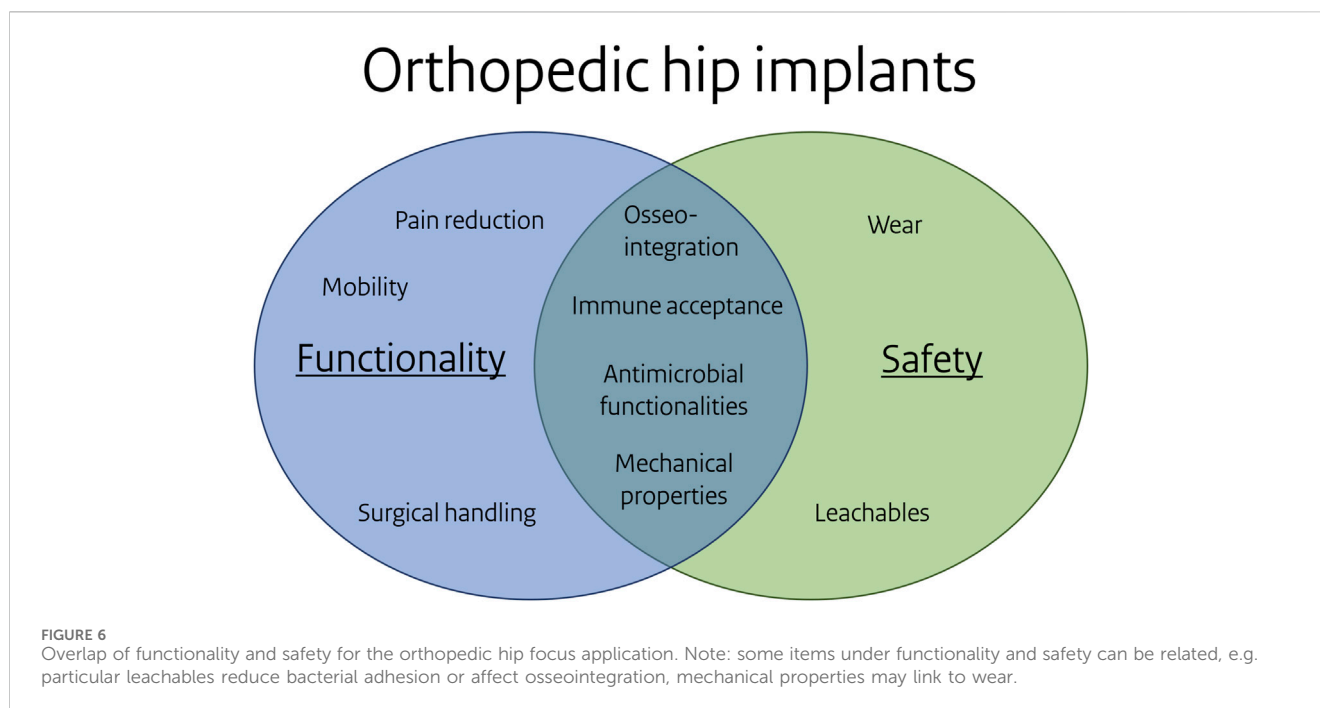 Orthopedic hip implants
Pain reduction
Mobility
Functionality
Surgical handling
Osseo-
integration
Immune acceptance
Antimicrobial
functionalities
Mechanical
properties
Wear
Safety
Leachables
FIGURE 6
Overlap of functionality and safety for the orthopedic hip focus application. Note: some items under functionality and safety can be related, e.g.
particular leachables reduce bacterial adhesion or affect osseointegration, mechanical properties may link to wear.